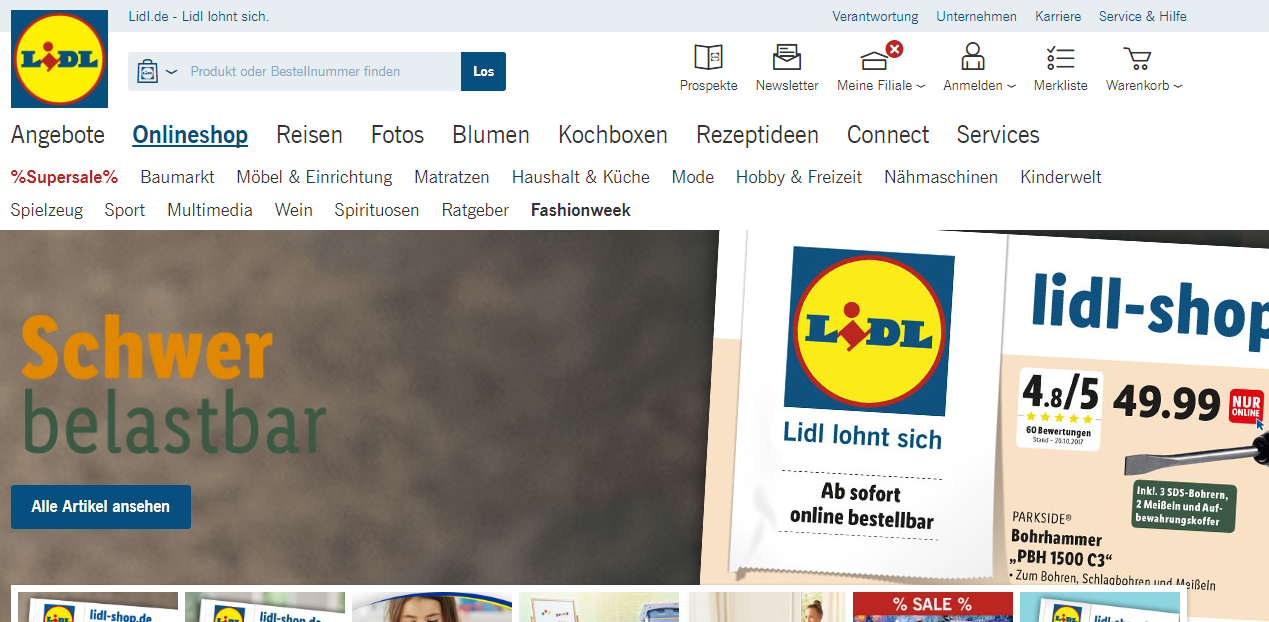 Lidl.de - Lidl lohnt sich.
Verantwortung Unternehmen Karriere Service & Hilfe
LIDL
Produkt oder Bestellnummer finden
Los
Prospekte Newsletter Meine Filiale Anmelden Merkliste Warenkorb
Angebote Onlineshop Reisen Fotos Blumen Kochboxen Rezeptideen Connect Services
%Supersale% Baumarkt Möbel & Einrichtung Matratzen Haushalt & Küche Mode Hobby & Freizeit Nähmaschinen Kinderwelt
Spielzeug Sport Multimedia Wein Spirituosen Ratgeber Fashionweek
Schwer
belastbar
Alle Artikel ansehen
LIDL
Lidl lohnt sich
Ab sofort
online bestellbar
lidl-shop
4.8/5
60 Bewertungen
Stand – 20.10.2017
49.99
NUR
ONLINE
Inkl. 3 SDS-Bohrern,
2 Meißeln und Auf-
bewahrungskoffer
PARKSIDE®
Bohrhammer
„PBH 1500 C3“
• Zum Bohren, Schlagbohren und Meißeln
LIDL
lidl-shop.de
LIDL
% SALE %
LIDL